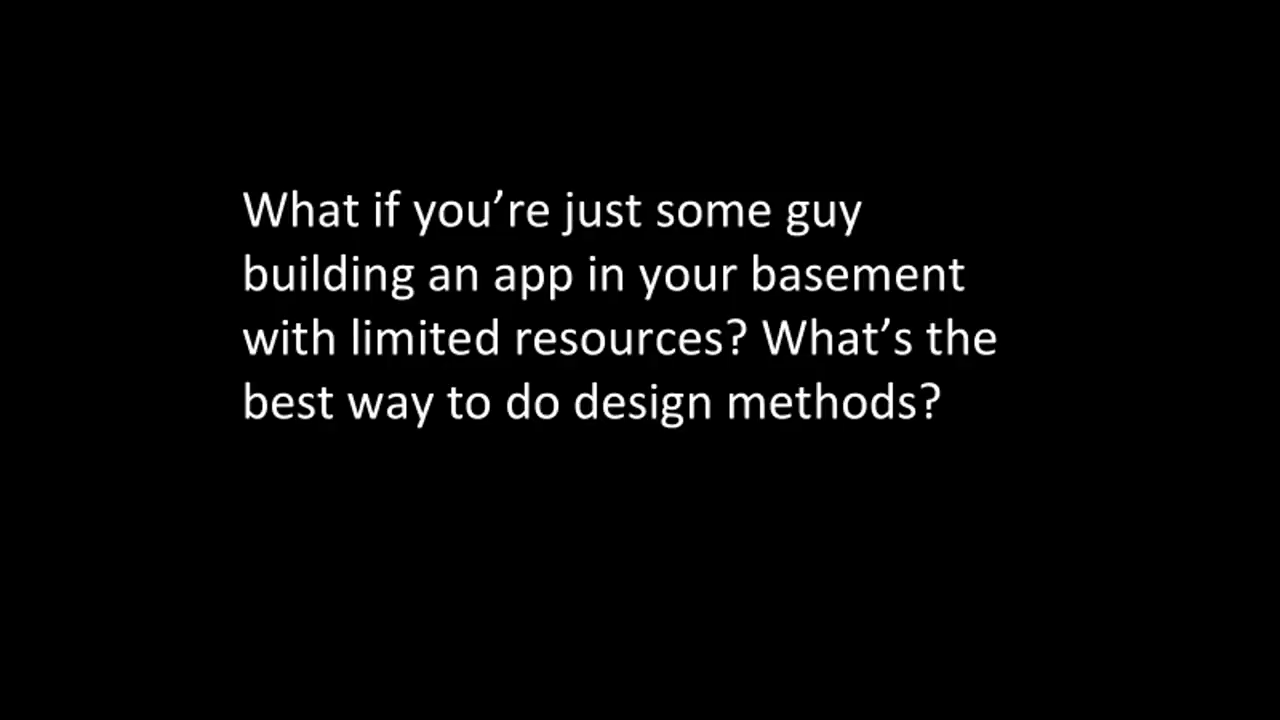 What if you’re just some guy
building an app in your basement
with limited resources? What’s the
best way to do design methods?